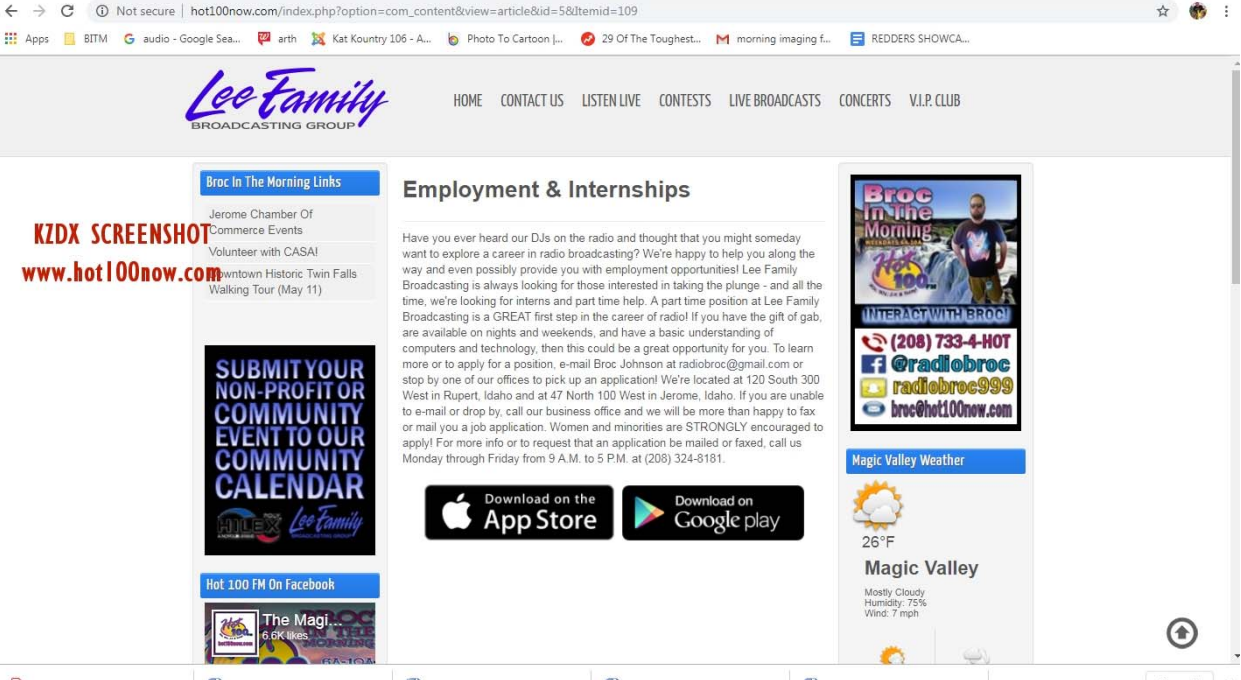 Not secure | hot100now.com/index.php?option=com_content&view=article&id=5&Itemid=109
Apps BITM audio - Google Sea... arth Kat Kountry 106 - A... Photo To Cartoon |... 29 Of The Toughest... morning imaging f... REDDERS SHOWCA...
Lee Family
BROADCASTING GROUP
HOME CONTACT US LISTEN LIVE CONTESTS LIVE BROADCASTS CONCERTS V.I.P. CLUB
KZDX SCREENSHOT
www.hot100now.com
Broc In The Morning Links
Jerome Chamber Of
Commerce Events
Volunteer with CASA!
Downtown Historic Twin Falls
Walking Tour (May 11)
SUBMIT YOUR
NON-PROFIT OR
COMMUNITY
EVENT TO OUR
COMMUNITY
CALENDAR
HILEX
Lee Family
Hot 100 FM On Facebook
Hot 100
The Magi...
6.6K likes
BROC
IN THE
MORNING
6A-10A
Employment & Internships
Have you ever heard our DJs on the radio and thought that you might someday
want to explore a career in radio broadcasting? We're happy to help you along the
way and even possibly provide you with employment opportunities! Lee Family
Broadcasting is always looking for those interested in taking the plunge - and all the
time, we're looking for interns and part time help. A part time position at Lee Family
Broadcasting is a GREAT first step in the career of radio! If you have the gift of gab,
are available on nights and weekends, and have a basic understanding of
computers and technology, then this could be a great opportunity for you. To learn
more or to apply for a position, e-mail Broc Johnson at radiobroc@gmail.com or
stop by one of our offices to pick up an application! We're located at 120 South 300
West in Rupert, Idaho and at 47 North 100 West in Jerome, Idaho. If you are unable
to e-mail or drop by, call our business office and we will be more than happy to fax
or mail you a job application. Women and minorities are STRONGLY encouraged to
apply! For more info or to request that an application be mailed or faxed, call us
Monday through Friday from 9 A.M. to 5 P.M. at (208) 324-8181.
Download on the
App Store
Download on
Google play
Broc
In The
Morning
WEEKDAYS 6A-10A
Hot
100
INTERACT WITH BROC!
(208) 733-4-HOT
@radiobroc
radiobroc999
broc@hot100now.com
Magic Valley Weather
26°F
Magic Valley
Mostly Cloudy
Humidity: 75%
Wind: 7 mph